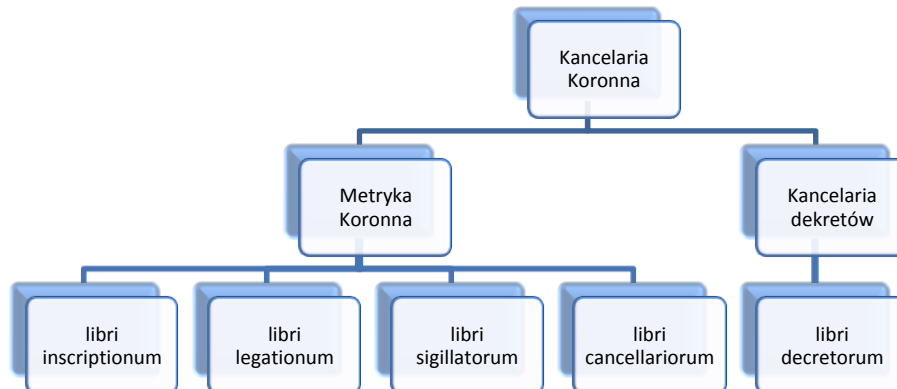 Kancelaria
Koronna
Metryka
Koronna
Kancelaria
dekretów
libri
inscriptionum
libri
legationum
libri
sigillatorum
libri
cancellariorum
libri
decretorum